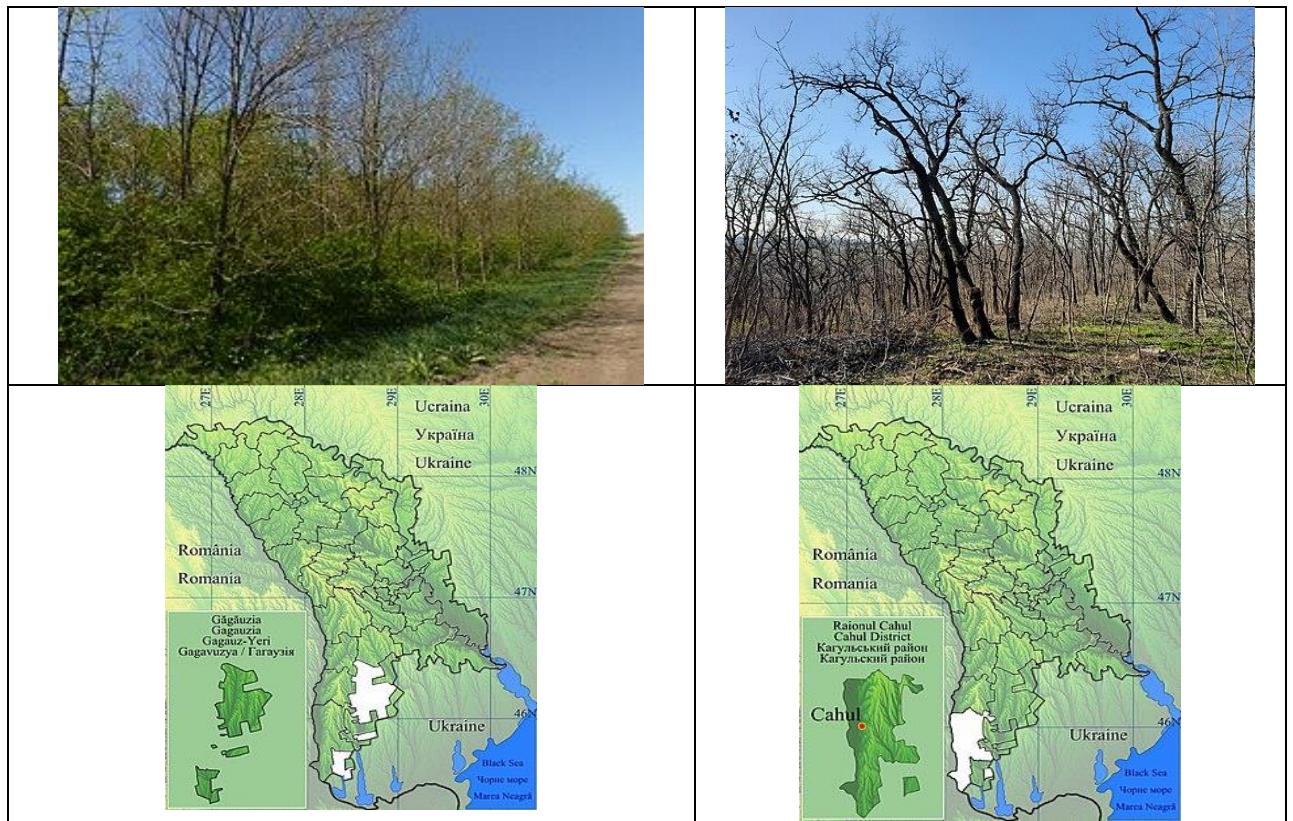 27E
28E
29E
30E
Ucraina
Україна
Ukraine
48N
România
Romania
47N
Găgăuzia
Gagauzia
Gagauz-Yeri
Gagavuzya / Гагаузія
46N
Ukraine
Black Sea
Чорне море
Marea Neagră
27E
28E
29E
30E
Ucraina
Україна
Ukraine
48N
România
Romania
47N
Raionul Cahul
Cahul District
Кагульський район
Кагульский район
Cahul
46N
Ukraine
Black Sea
Чорне море
Marea Neagră